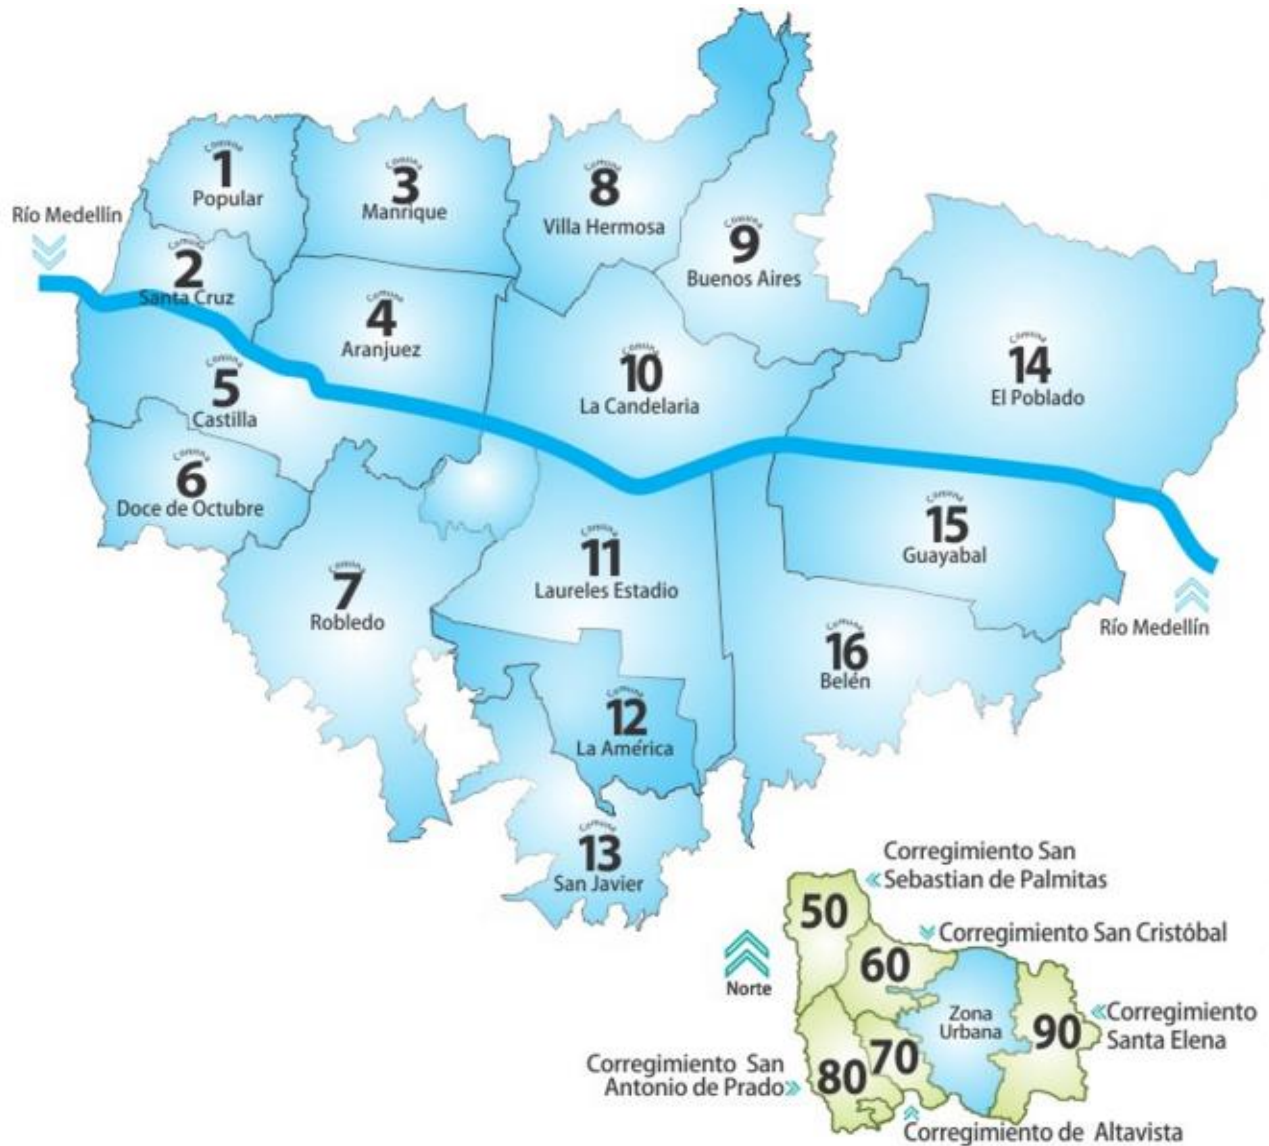 Comuna
1
Popular
Comuna
3
Manrique
Comuna
8
Villa Hermosa
Comuna
9
Buenos Aires
Río Medellín
Comuna
2
Santa Cruz
Comuna
4
Aranjuez
Comuna
10
La Candelaria
Comuna
14
El Poblado
Comuna
5
Castilla
Comuna
6
Doce de Octubre
Comuna
7
Robledo
Comuna
11
Laureles Estadio
Comuna
15
Guayabal
Río Medellín
Comuna
16
Belén
Comuna
12
La América
Comuna
13
San Javier
Corregimiento San
Sebastian de Palmitas
50
Corregimiento San Cristóbal
60
Norte
Zona
Urbana
90
Corregimiento
Santa Elena
70
80
Corregimiento San
Antonio de Prado
Corregimiento de Altavista